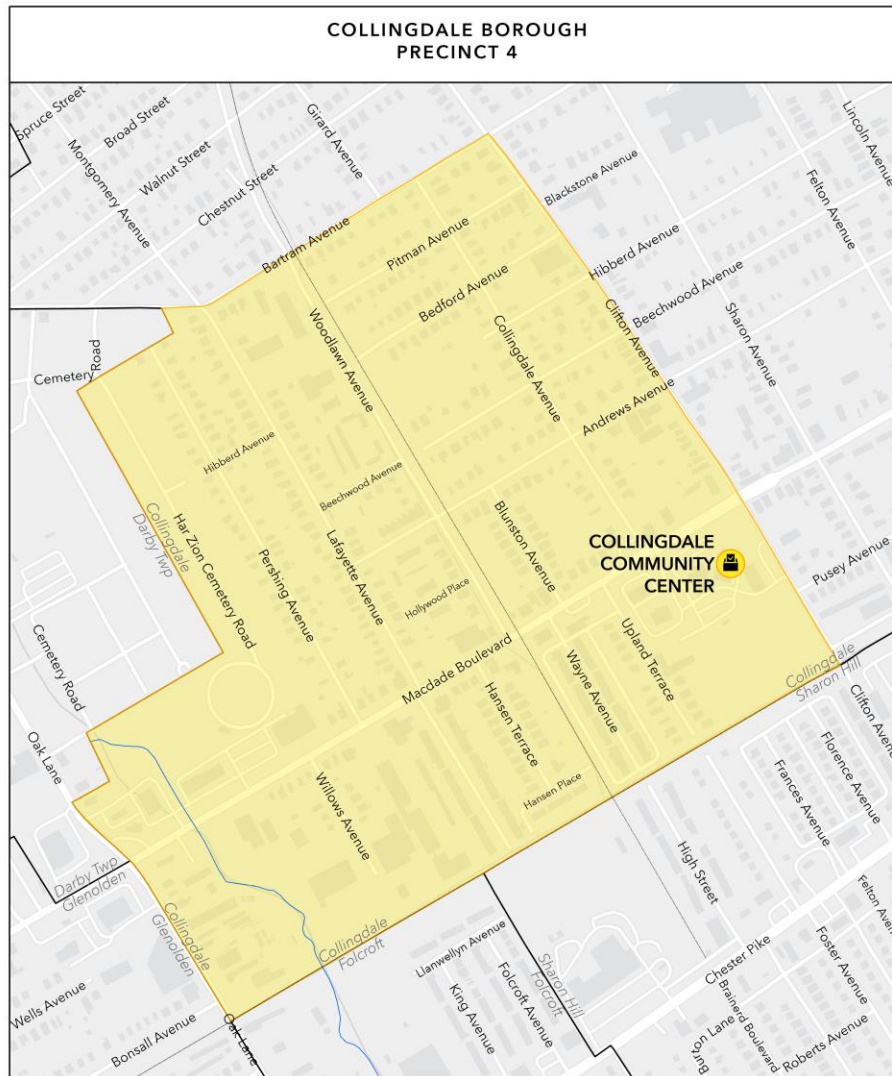 COLLINGDALE BOROUGH
PRECINCT 4
Spruce Street
Broad Street
Girard Avenue
Lincoln Avenue
Montgomery Avenue
Walnut Street
Chestnut Street
Blackstone Avenue
Felton Avenue
Bartram Avenue
Pitman Avenue
Hibberd Avenue
Bedford Avenue
Beechwood Avenue
Woodlawn Avenue
Collingdale Avenue
Clifton Avenue
Sharon Avenue
Cemetery Road
Andrews Avenue
Hibberd Avenue
Beechwood Avenue
Collingdale
Darby Twp
Har Zion Cemetery Road
Pershing Avenue
Lafayette Avenue
Blunston Avenue
COLLINGDALE
COMMUNITY
CENTER
Pusey Avenue
Hollywood Place
Cemetery Road
Macdade Boulevard
Wayne Avenue
Upland Terrace
Collingdale
Sharon Hill
Hansen Terrace
Clifton Avenue
Florence Avenue
Frances Avenue
Oak Lane
Willows Avenue
Hansen Place
High Street
Darby Twp
Glenolden
Collingdale
Glenolden
Collingdale
Folcroft
Llanwellyn Avenue
Sharon Hill
Folcroft
Chester Pike
Felton Aven
Foster Avenue
Wells Avenue
Bonsall Avenue
Oak Lane
King Avenue
Folcroft Avenue
on Lane
Brainerd Boulevard
Burt
Roberts Avenue